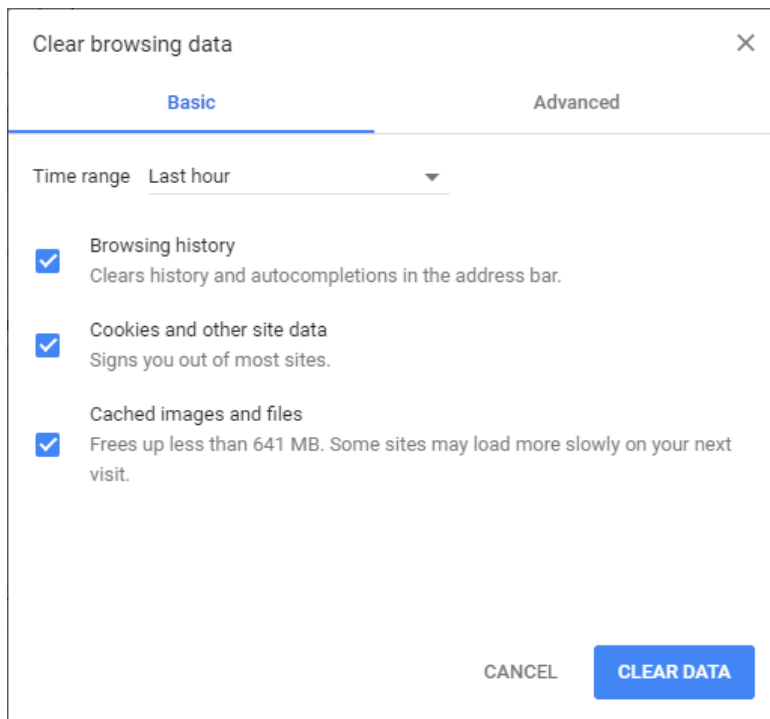 Clear browsing data
Basic Advanced
Time range Last hour
Browsing history
Clears history and autocompletions in the address bar.
Cookies and other site data
Signs you out of most sites.
Cached images and files
Frees up less than 641 MB. Some sites may load more slowly on your next
visit.
CANCEL CLEAR DATA